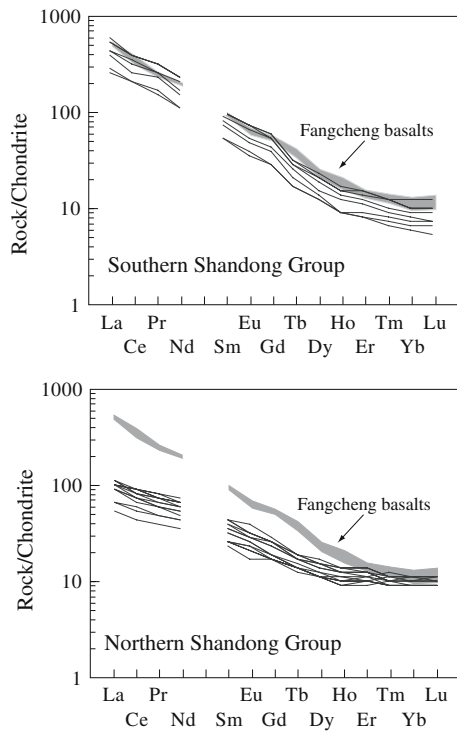 1000
100
10
1
Rock/Chondrite
Fangcheng basalts
Southern Shandong Group
La Pr Sm Tb Ho Tm Lu
Ce Nd Eu Gd Dy Er Yb
1000
100
10
1
Rock/Chondrite
Fangcheng basalts
Northern Shandong Group
La Pr Eu Tb Ho Tm Lu
Ce Nd Sm Gd Dy Er Yb